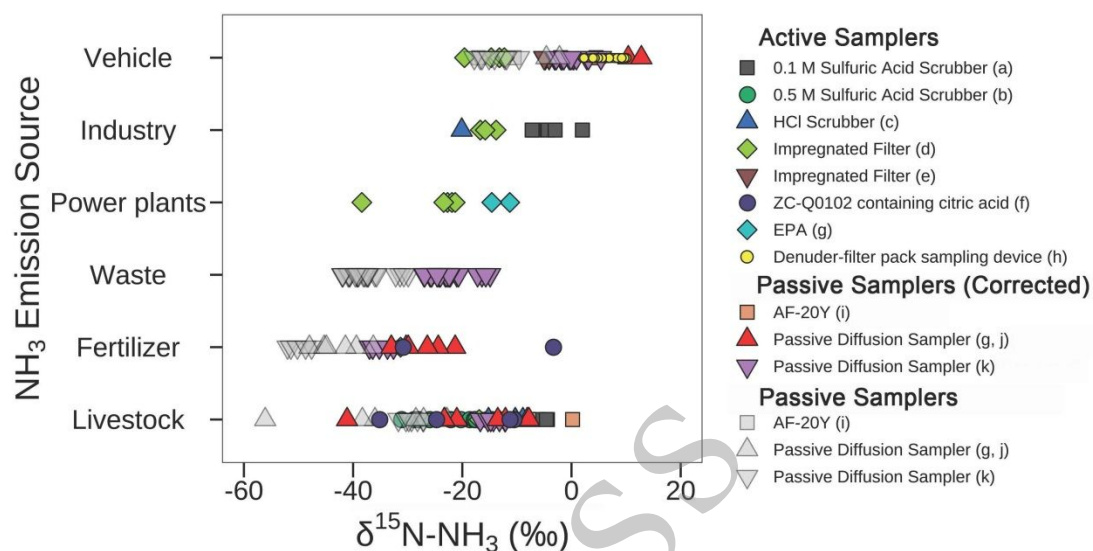 NH₃ Emission Source
Vehicle
Industry
Power plants
Waste
Fertilizer
Livestock
-60
-40
-20
0
20
δ¹⁵N-NH₃ (‰)
Active Samplers
0.1 M Sulfuric Acid Scrubber (a)
0.5 M Sulfuric Acid Scrubber (b)
HCl Scrubber (c)
Impregnated Filter (d)
Impregnated Filter (e)
ZC-Q0102 containing citric acid (f)
EPA (g)
Denuder-filter pack sampling device (h)
Passive Samplers (Corrected)
AF-20Y (i)
Passive Diffusion Sampler (g, j)
Passive Diffusion Sampler (k)
Passive Samplers
AF-20Y (i)
Passive Diffusion Sampler (g, j)
Passive Diffusion Sampler (k)
SS